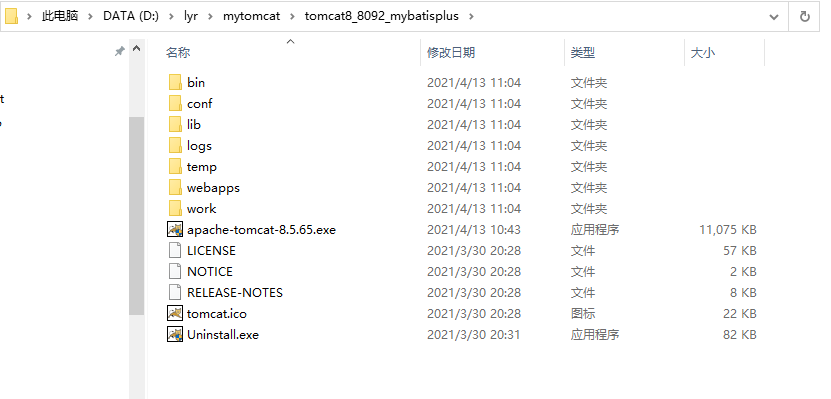 此电脑 > DATA (D:) > lyr > mytomcat > tomcat8_8092_mybatisplus >
名称 修改日期 类型 大小
bin 2021/4/13 11:04 文件夹
conf 2021/4/13 11:04 文件夹
lib 2021/4/13 11:04 文件夹
logs 2021/4/13 11:04 文件夹
temp 2021/4/13 11:04 文件夹
webapps 2021/4/13 11:04 文件夹
work 2021/4/13 11:04 文件夹
apache-tomcat-8.5.65.exe 2021/4/13 10:43 应用程序 11,075 KB
LICENSE 2021/3/30 20:28 文件 57 KB
NOTICE 2021/3/30 20:28 文件 2 KB
RELEASE-NOTES 2021/3/30 20:28 文件 8 KB
tomcat.ico 2021/3/30 20:28 图标 22 KB
Uninstall.exe 2021/3/30 20:31 应用程序 82 KB